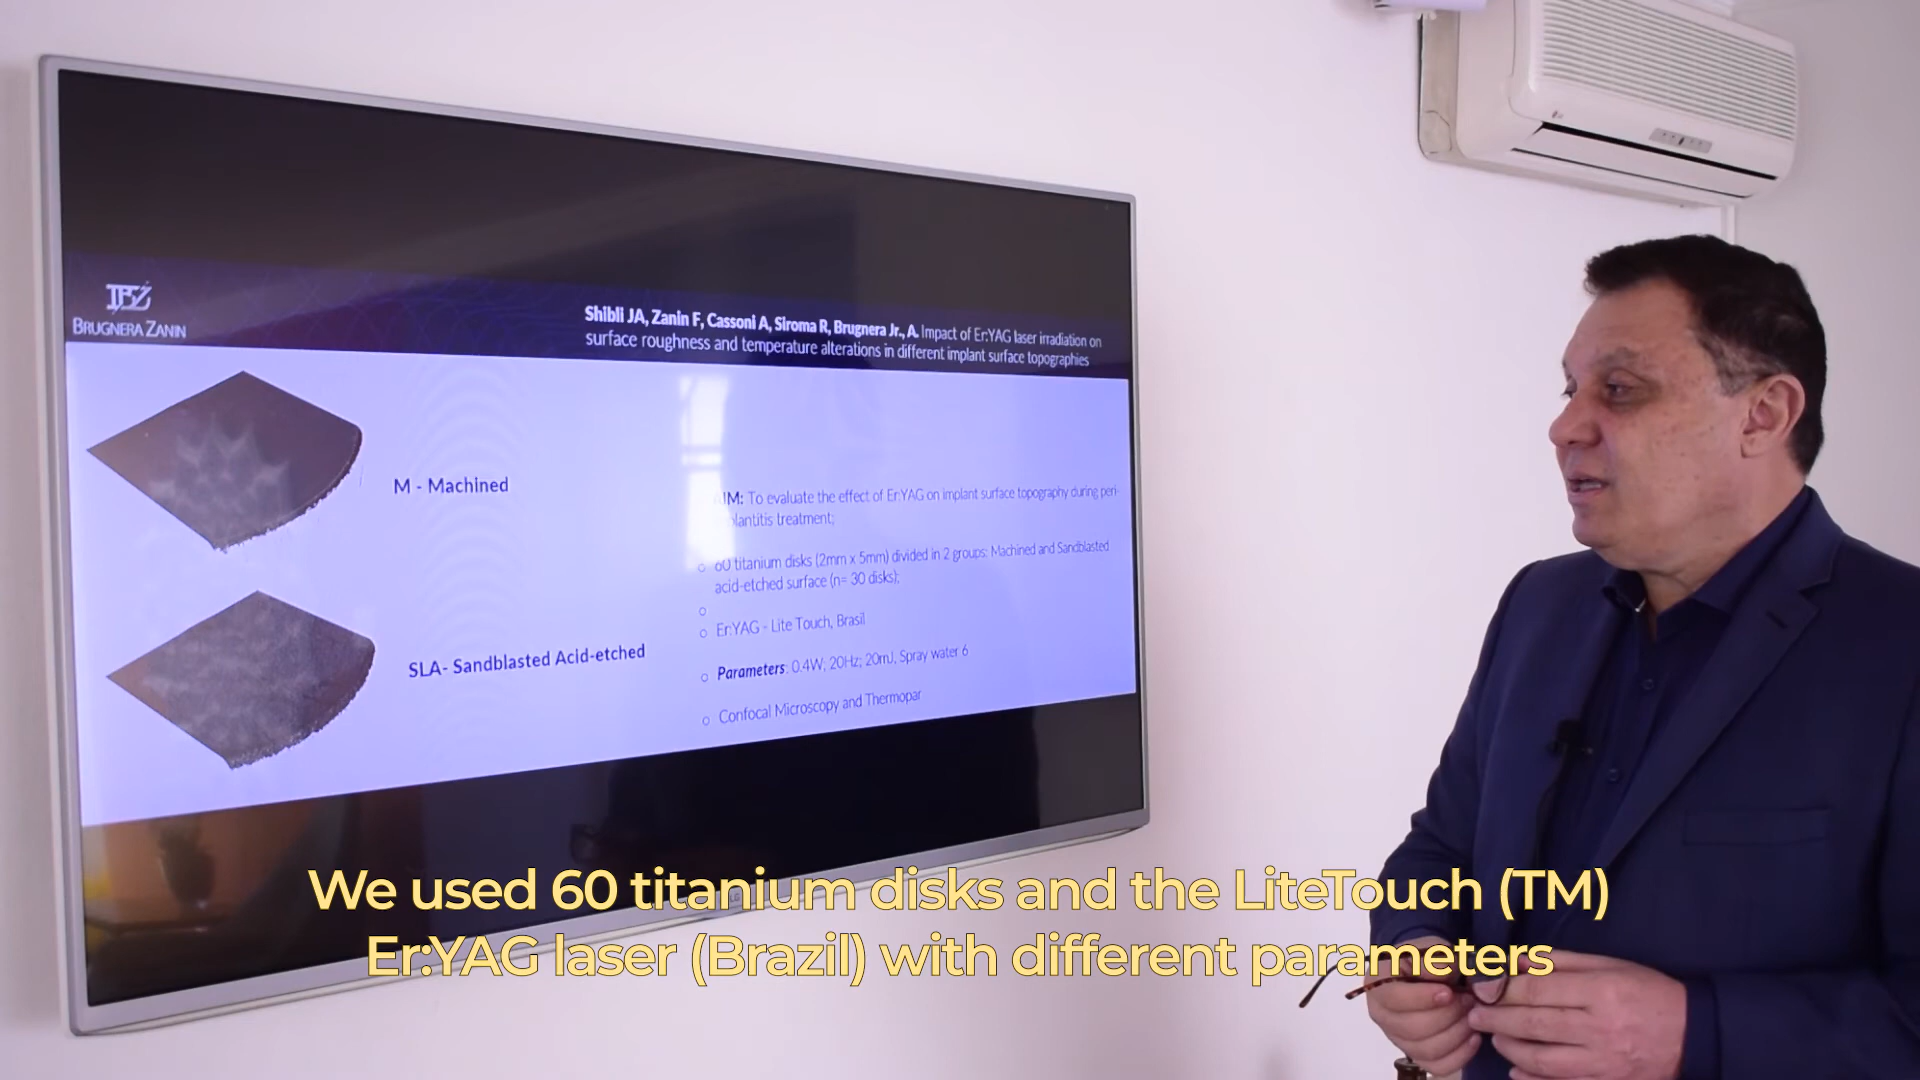 BRUGNERA ZANIN
Shibli JA, Zanin F, Cassoni A, Siroma R, Brugnera Jr., A. Impact of Er:YAG laser irradiation on
surface roughness and temperature alterations in different implant surface topographies
M - Machined
SLA- Sandblasted Acid-etched
AIM: To evaluate the effect of Er:YAG on implant surface topography during peri-
plantitis treatment;
60 titanium disks (2mm x 5mm) divided in 2 groups: Machined and Sandblasted
acid-etched surface (n= 30 disks);
Er:YAG - Lite Touch, Brasil
Parameters: 0.4W, 20Hz; 20mJ, Spray water 6
Confocal Microscopy and Thermopar
LG
We used 60 titanium disks and the LiteTouch (TM)
Er:YAG laser (Brazil) with different parameters